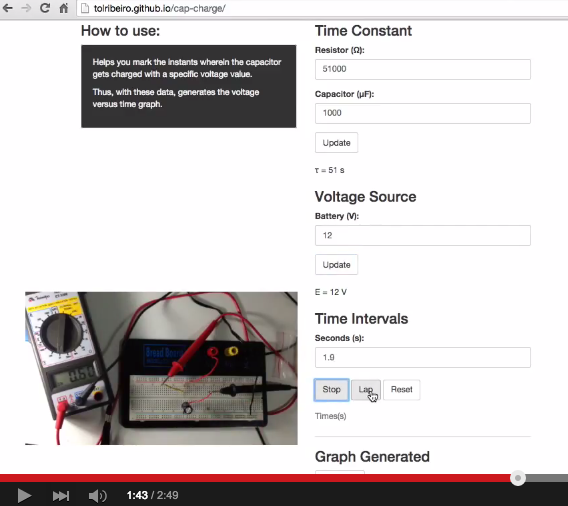 tolribeiro.github.io/cap-charge/
How to use:
Helps you mark the instants wherein the capacitor
gets charged with a specific voltage value.
Thus, with these data, generates the voltage
versus time graph.
Time Constant
Resistor (Ω):
51000
Capacitor (µF):
1000
Update
τ = 51 s
Voltage Source
Battery (V):
12
Update
E = 12 V
Time Intervals
Seconds (s):
1.9
Stop
Lap
Reset
Times(s)
Graph Generated
1:43 / 2:49